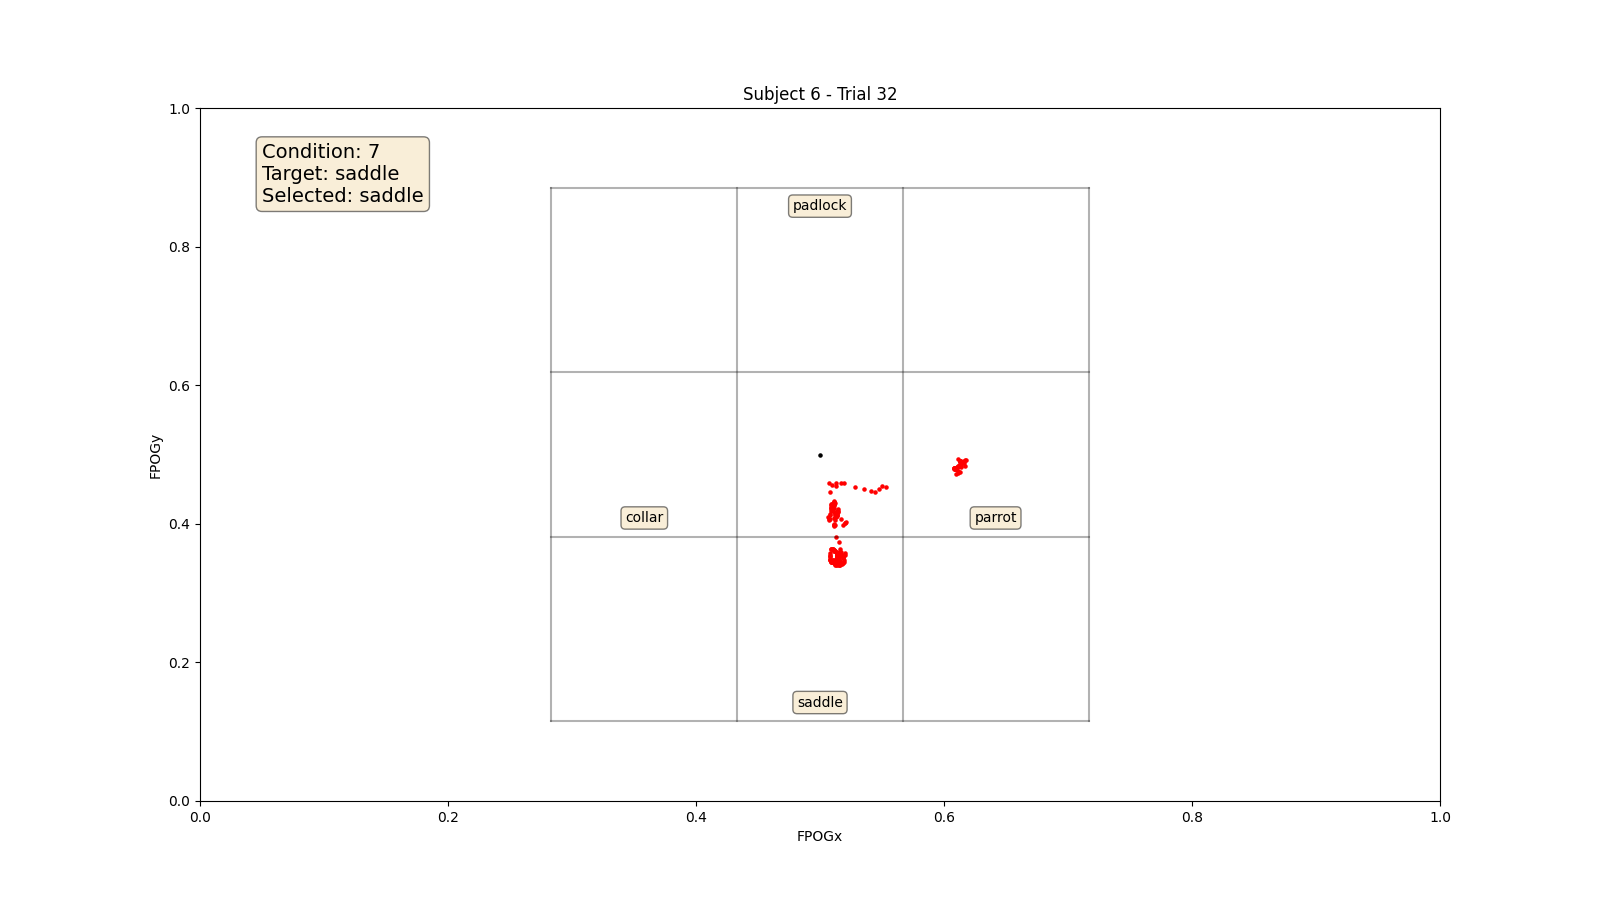 Subject 6 - Trial 32
Condition: 7
Target: saddle
Selected: saddle
padlock
collar
parrot
saddle
1.0
0.8
0.6
0.4
0.2
0.0
FPOGy
0.0 0.2 0.4 0.6 0.8 1.0
FPOGx